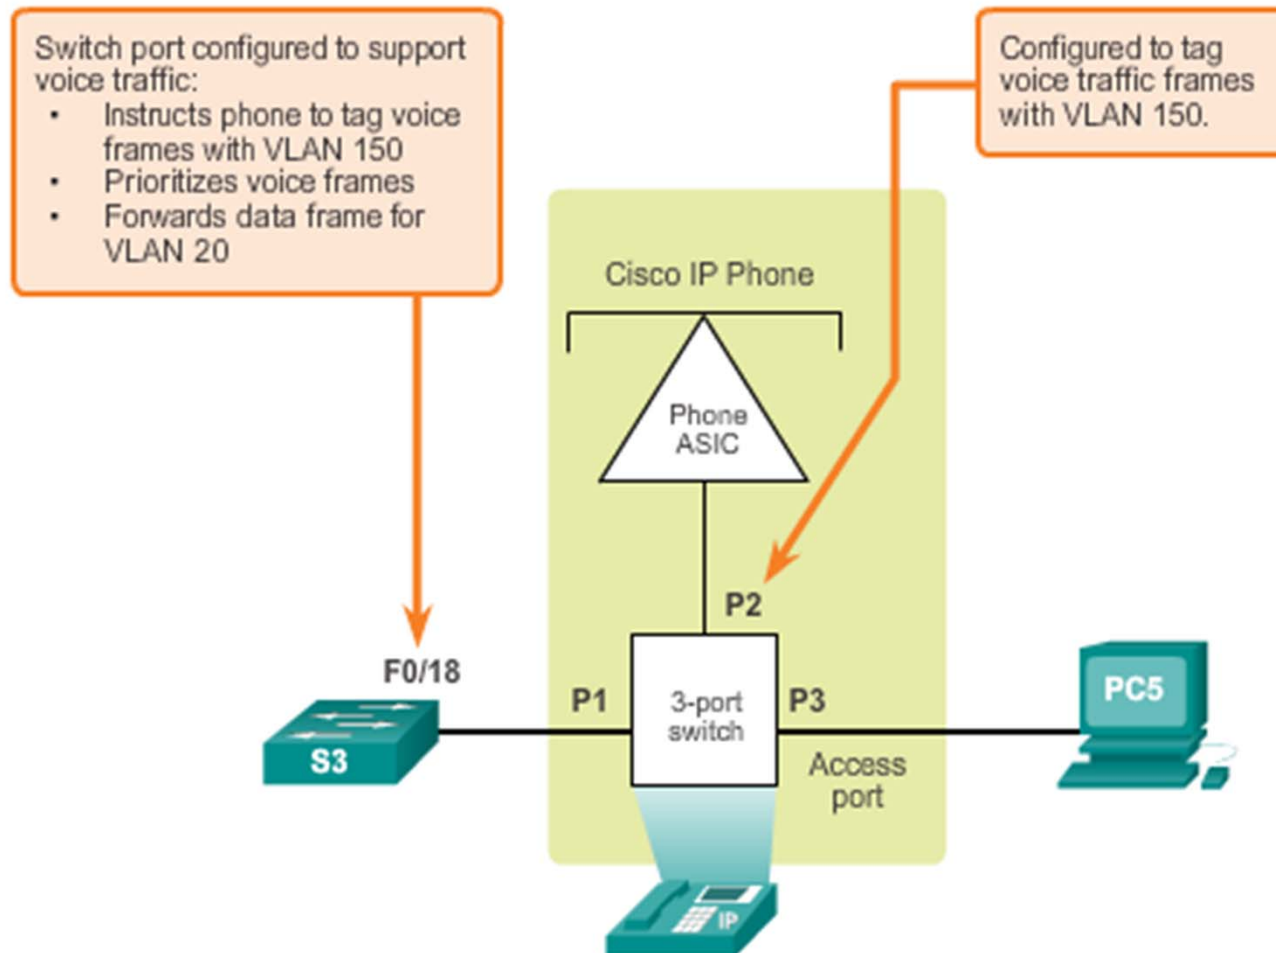 Switch port configured to support
voice traffic:
• Instructs phone to tag voice
frames with VLAN 150
• Prioritizes voice frames
• Forwards data frame for
VLAN 20
Configured to tag
voice traffic frames
with VLAN 150.
Cisco IP Phone
Phone
ASIC
P2
F0/18
P1
3-port
switch
P3
PC5
S3
Access
port
IP